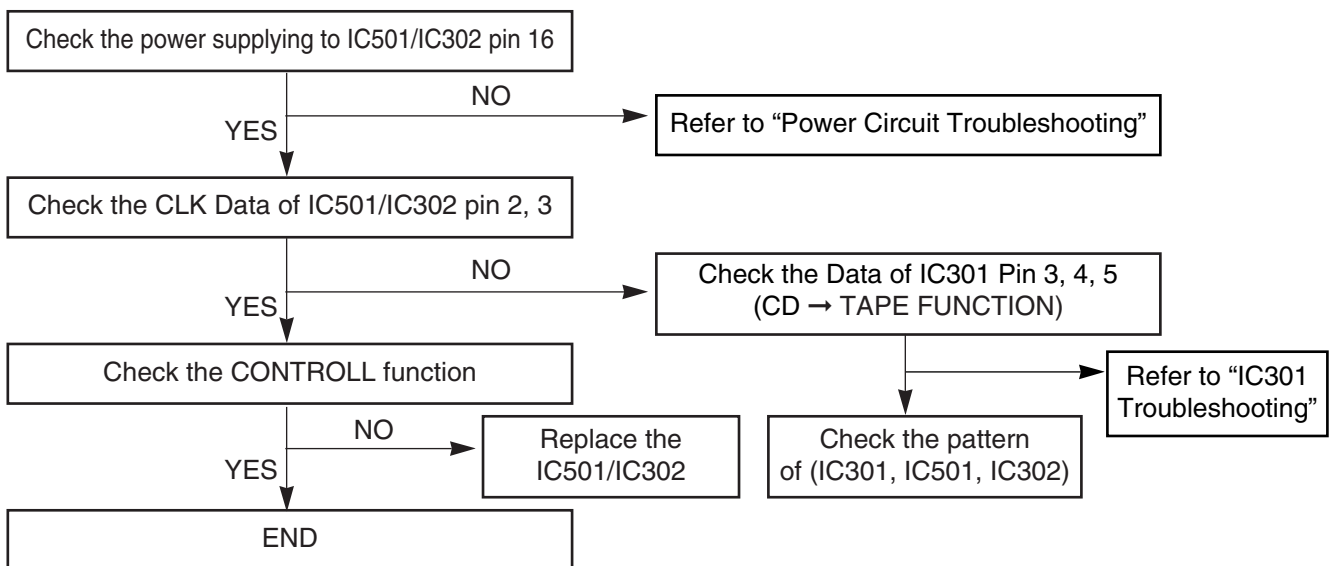 Check the power supplying to IC501/IC302 pin 16
NO
YES
Refer to “Power Circuit Troubleshooting”
Check the CLK Data of IC501/IC302 pin 2, 3
NO
YES
Check the Data of IC301 Pin 3, 4, 5
(CD → TAPE FUNCTION)
Check the CONTROLL function
Refer to “IC301
Troubleshooting”
NO
YES
Replace the
IC501/IC302
Check the pattern
of (IC301, IC501, IC302)
END